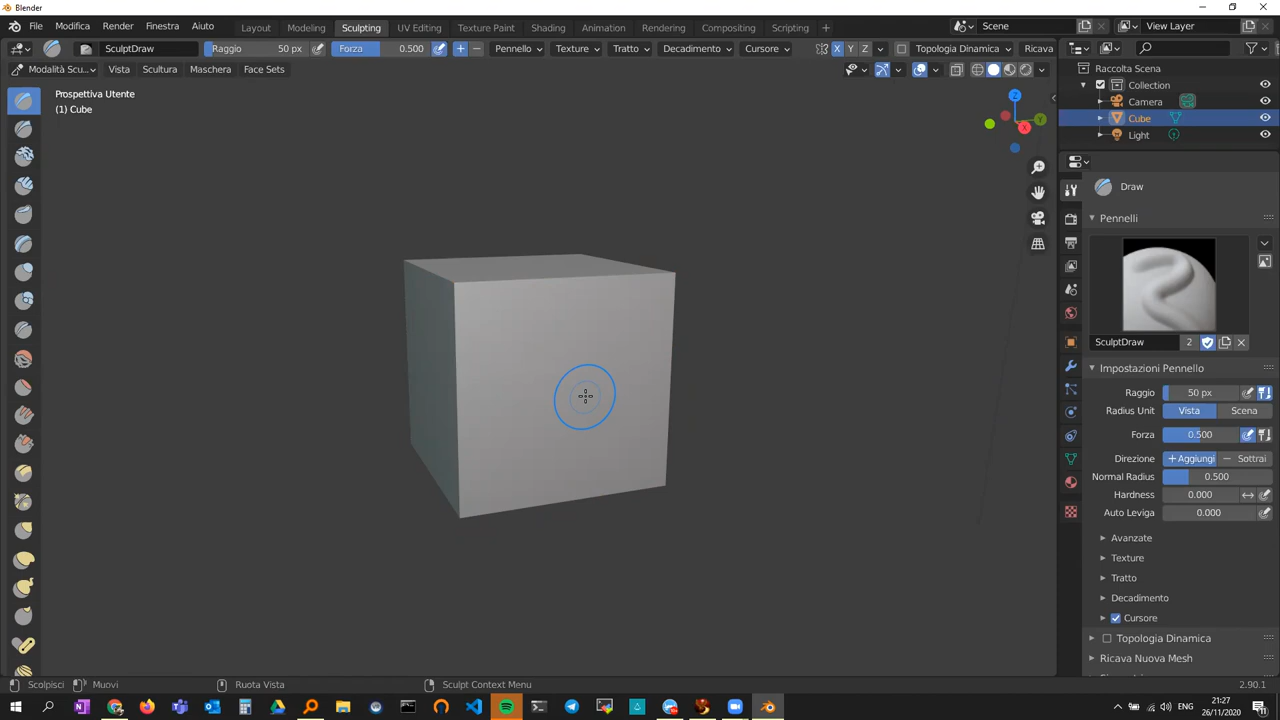 Blender
File
Render
Finestra
Aiuto
Layout
Modeling
Sculpting
UV Editing
Texture Paint
Shading
Animation
Rendering
Compositing
Scripting
+
Scene
View Layer
SculptDraw
Raggio
50 px
Forza
0.500
Pennello
Texture
Tratto
Decadimento
Cursore
X
Y
Z
Topologia Dinamica
Ricava
Modalità Scu...
Vista
Scultura
Maschera
Face Sets
Prospettiva Utente
(1) Cube
Z
Y
X
Raccolta Scena
Collection
Camera
Cube
Light
Draw
Pennelli
SculptDraw
2
Impostazioni Pennello
Raggio
50 px
Radius Unit
Vista
Scena
Forza
0.500
Direzione
+ Aggiungi
− Sottrai
Normal Radius
0.500
Hardness
0.000
Auto Leviga
0.000
Avanzate
Texture
Tratto
Decadimento
Cursore
Topologia Dinamica
Ricava Nuova Mesh
Scolpisci
Muovi
Ruota Vista
Sculpt Context Menu
2.90.1
21:27
26/11/2020